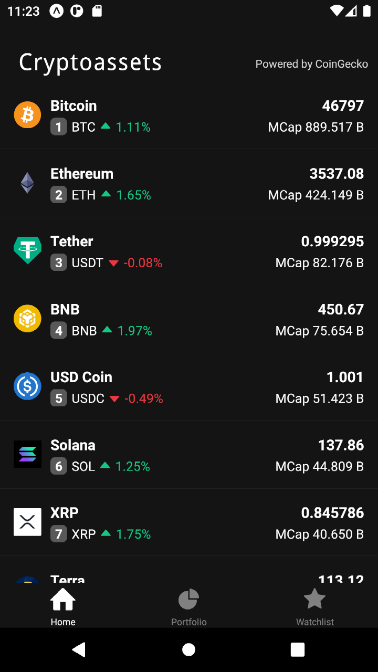 11:23
Cryptoassets
Powered by CoinGecko
Bitcoin 46797
1 BTC 1.11% MCap 889.517 B
Ethereum 3537.08
2 ETH 1.65% MCap 424.149 B
Tether 0.999295
3 USDT -0.08% MCap 82.176 B
BNB 450.67
4 BNB 1.97% MCap 75.654 B
USD Coin 1.001
5 USDC -0.49% MCap 51.423 B
Solana 137.86
6 SOL 1.25% MCap 44.809 B
XRP 0.845786
7 XRP 1.75% MCap 40.650 B
Terra 113.12
Home Portfolio Watchlist